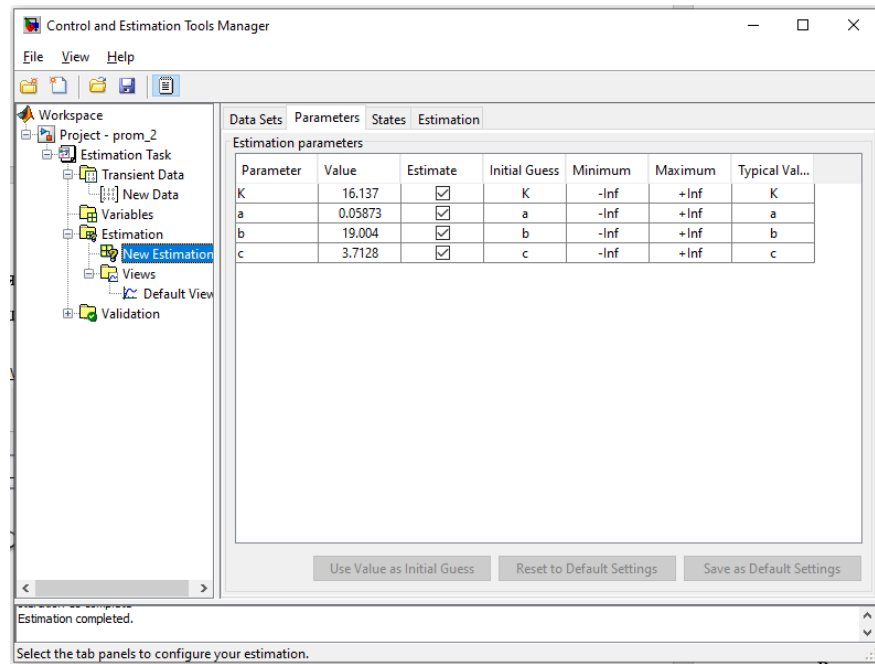 Control and Estimation Tools Manager
File View Help
Workspace
Project - prom_2
Estimation Task
Transient Data
New Data
Variables
Estimation
New Estimation
Views
Default View
Validation
Data Sets Parameters States Estimation
Estimation parameters
Parameter Value Estimate Initial Guess Minimum Maximum Typical Val...
K 16.137 K -Inf +Inf K
a 0.05873 a -Inf +Inf a
b 19.004 b -Inf +Inf b
c 3.7128 c -Inf +Inf c
Use Value as Initial Guess Reset to Default Settings Save as Default Settings
Estimation completed.
Select the tab panels to configure your estimation.